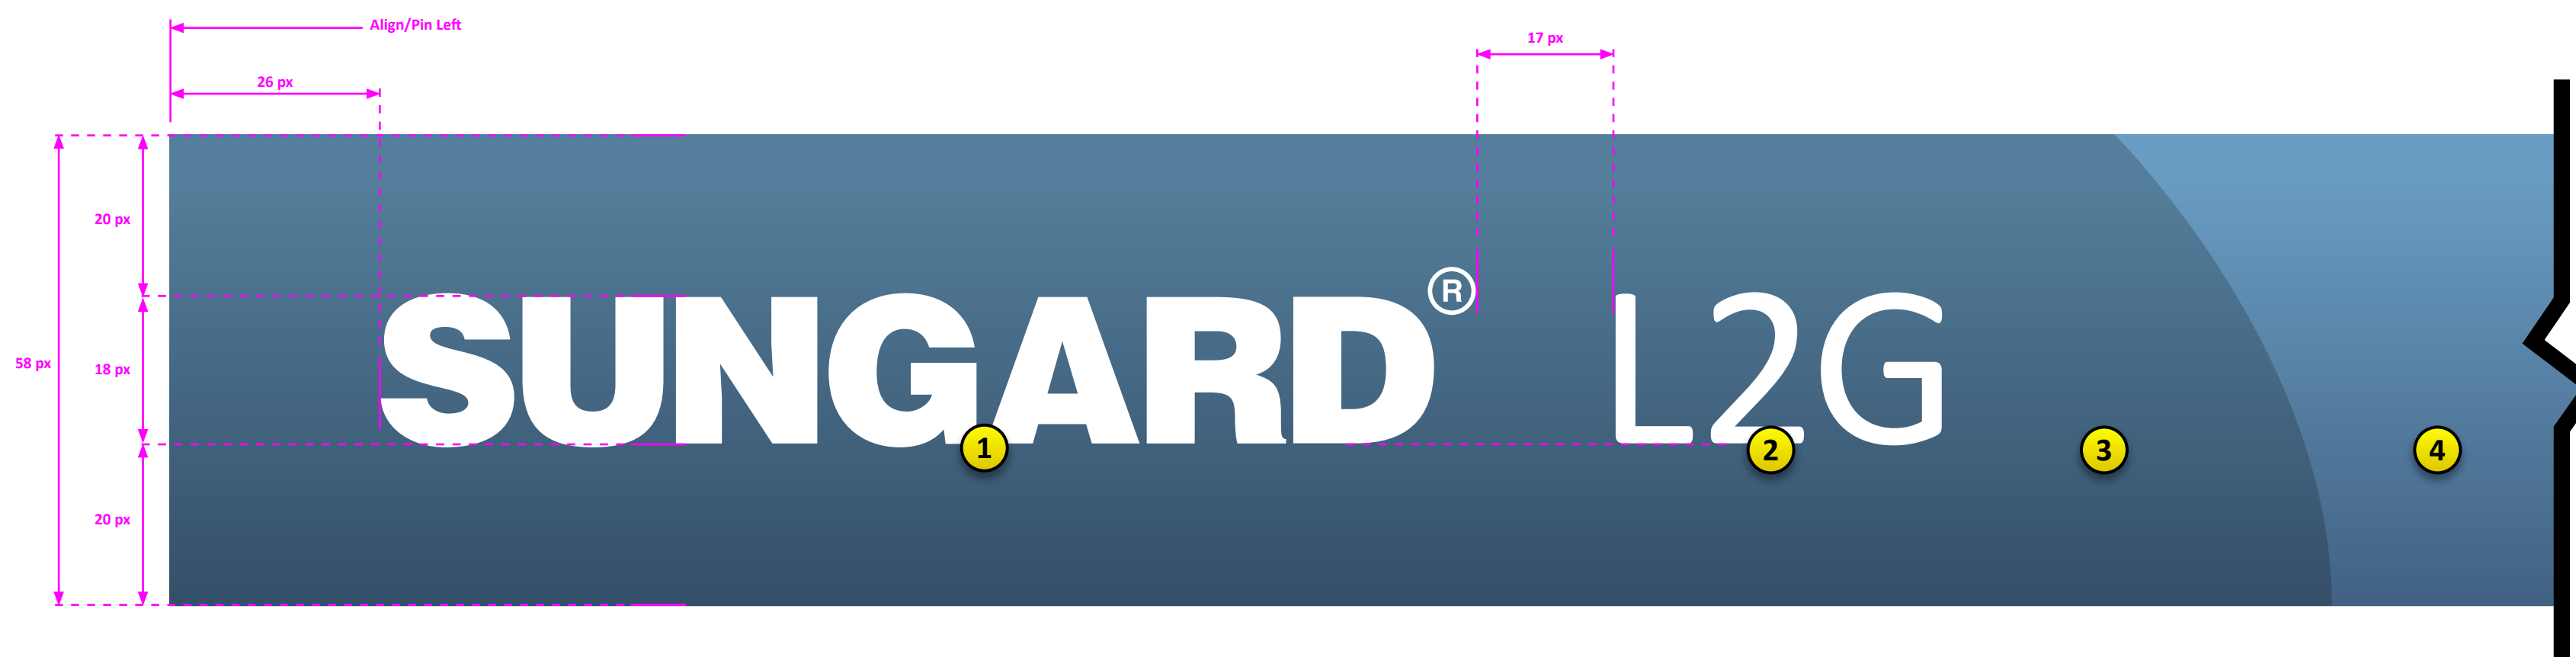 Align/Pin Left
17 px
26 px
20 px
SUNGARD® L2G
58 px
18 px
1
2
3
4
20 px